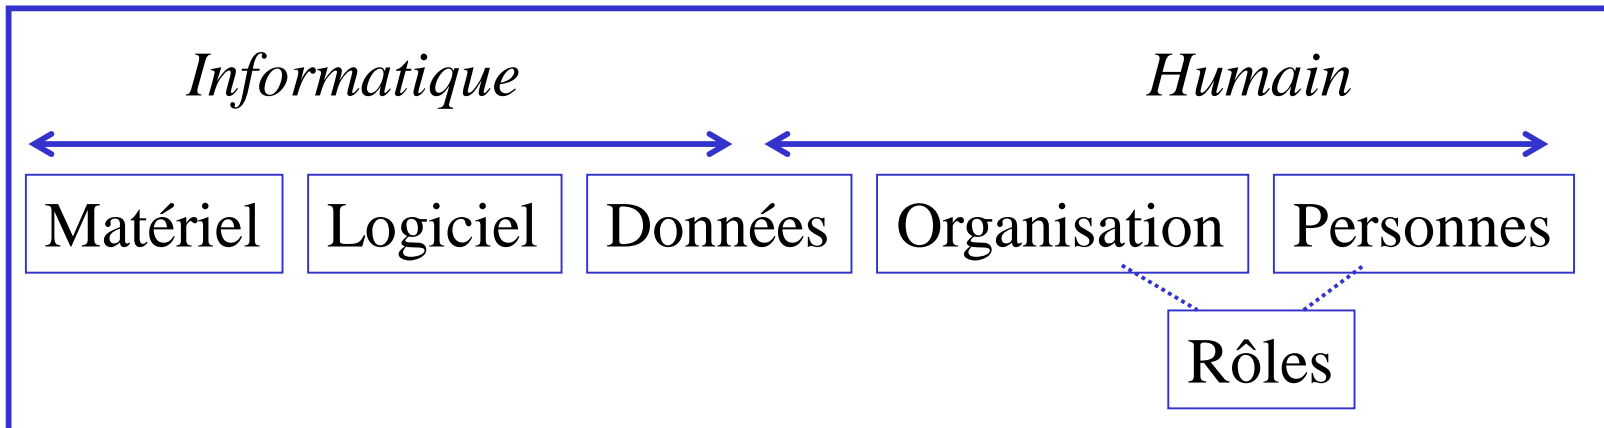 Informatique Humain
Matériel Logiciel Données Organisation Personnes
Rôles